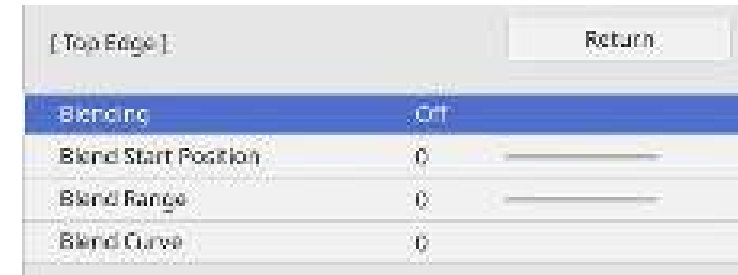 [ Top Edge ] Return
Blending Off
Blend Start Position 0
Blend Range 0
Blend Curve 0